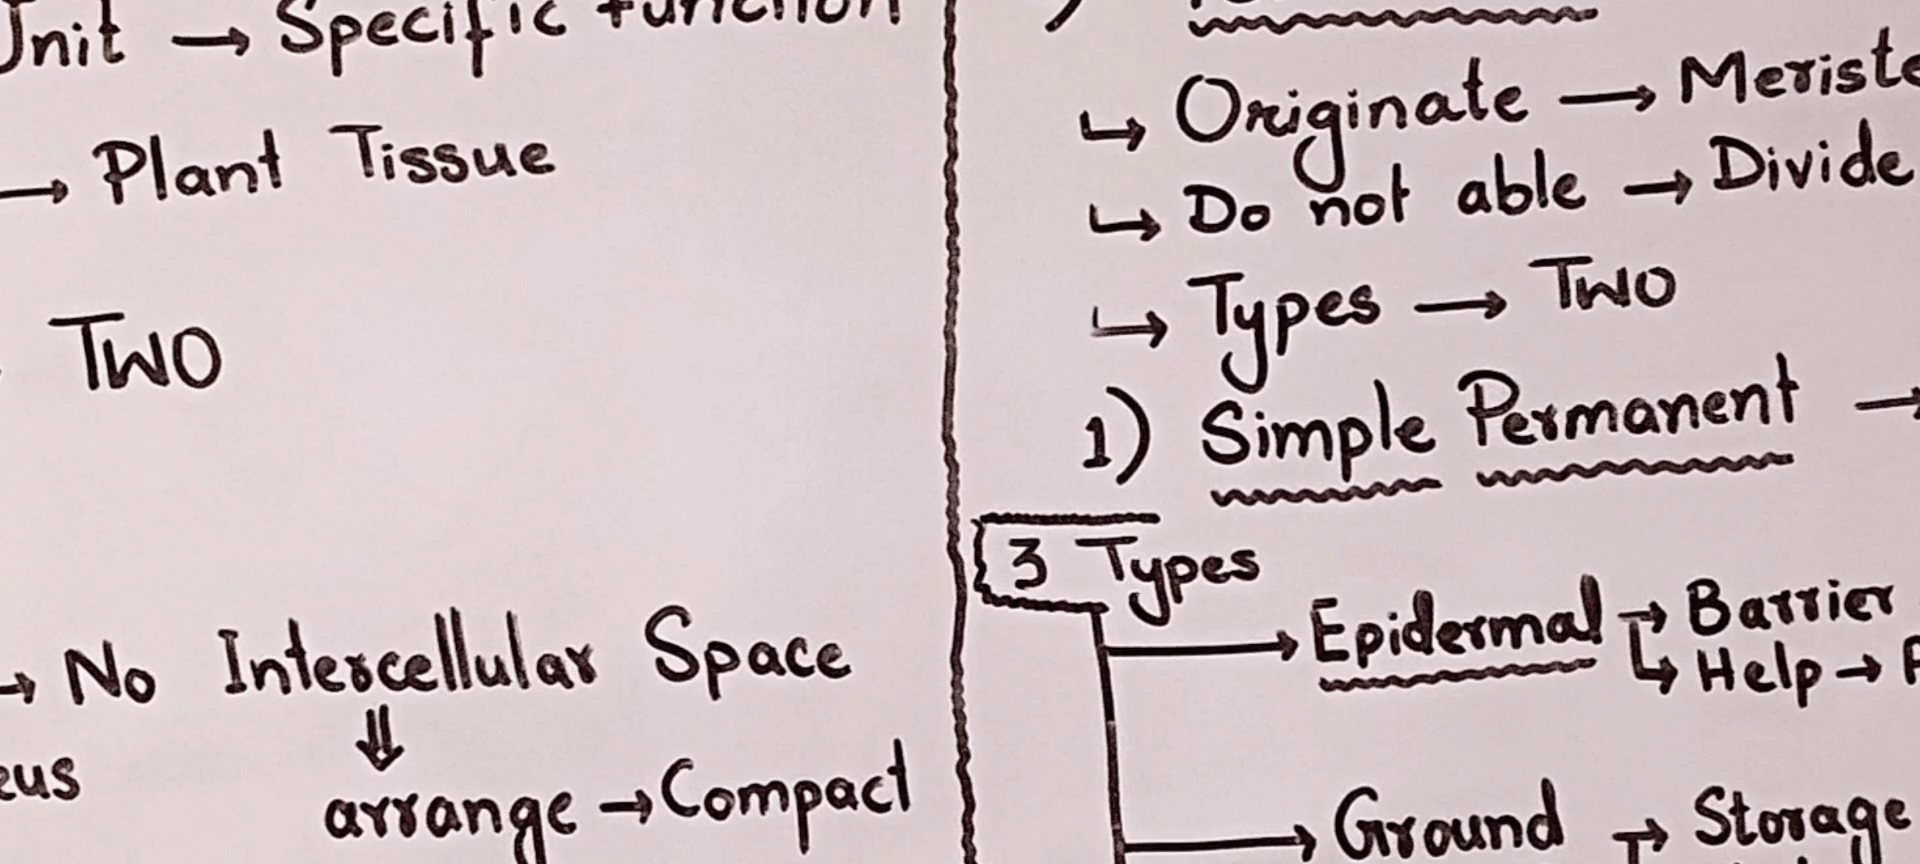 Unit → Specific function
→ Plant Tissue
TWO
→ No Intercellular Space
⇓
arrange → Compact
↳ Originate →
↳ Do not able → Divide
↳ Types → TWO
1) Simple Permanent →
3 Types
→ Epidermal → Barrier
↳ Help →
→ Ground → Storage